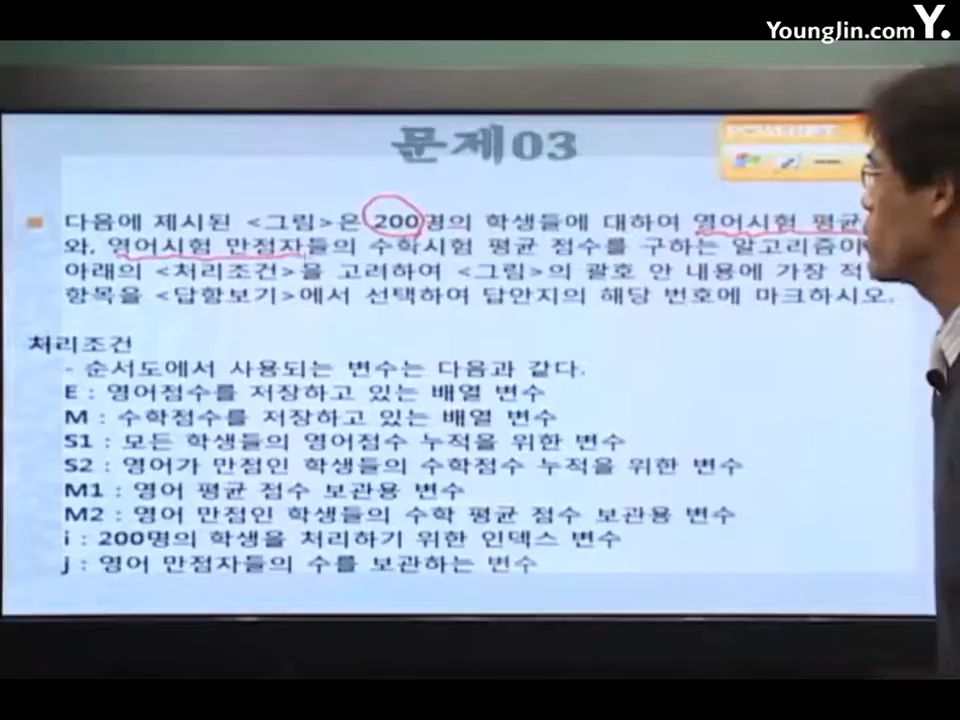 YoungJin.com Y.
문제03
다음에 제시된 <그림>은 200명의 학생들에 대하여 영어시험 평균
와, 영어시험 만점자들의 수학시험 평균 점수를 구하는 알고리즘이
아래의 <처리조건>을 고려하여 <그림>의 괄호 안 내용에 가장 적
항목을 <답항보기>에서 선택하여 답안지의 해당 번호에 마크하시오.
처리조건
- 순서도에서 사용되는 변수는 다음과 같다.
E : 영어점수를 저장하고 있는 배열 변수
M : 수학점수를 저장하고 있는 배열 변수
S1 : 모든 학생들의 영어점수 누적을 위한 변수
S2 : 영어가 만점인 학생들의 수학점수 누적을 위한 변수
M1 : 영어 평균 점수 보관용 변수
M2 : 영어 만점인 학생들의 수학 평균 점수 보관용 변수
i : 200명의 학생을 처리하기 위한 인덱스 변수
j : 영어 만점자들의 수를 보관하는 변수